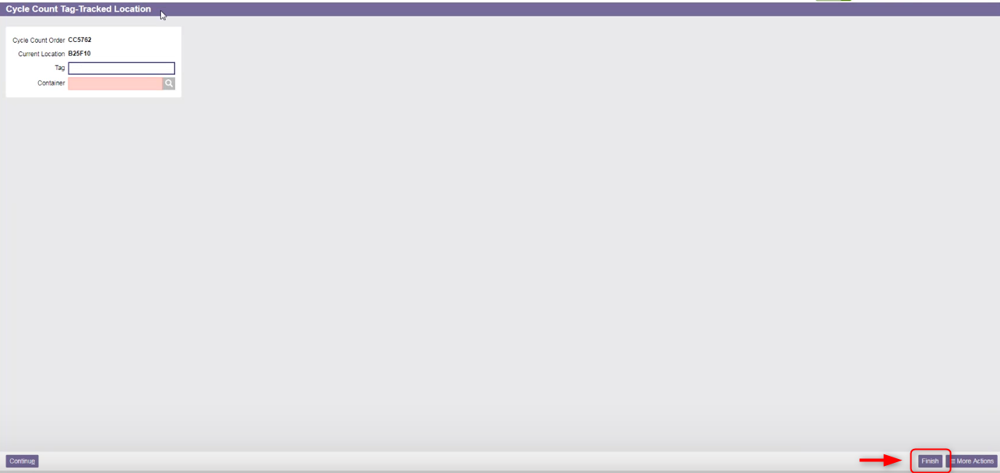 Cycle Count Tag-Tracked Location
Cycle Count Order CC5762
Current Location B25F10
Tag
Container
Continue
Finish
More Actions